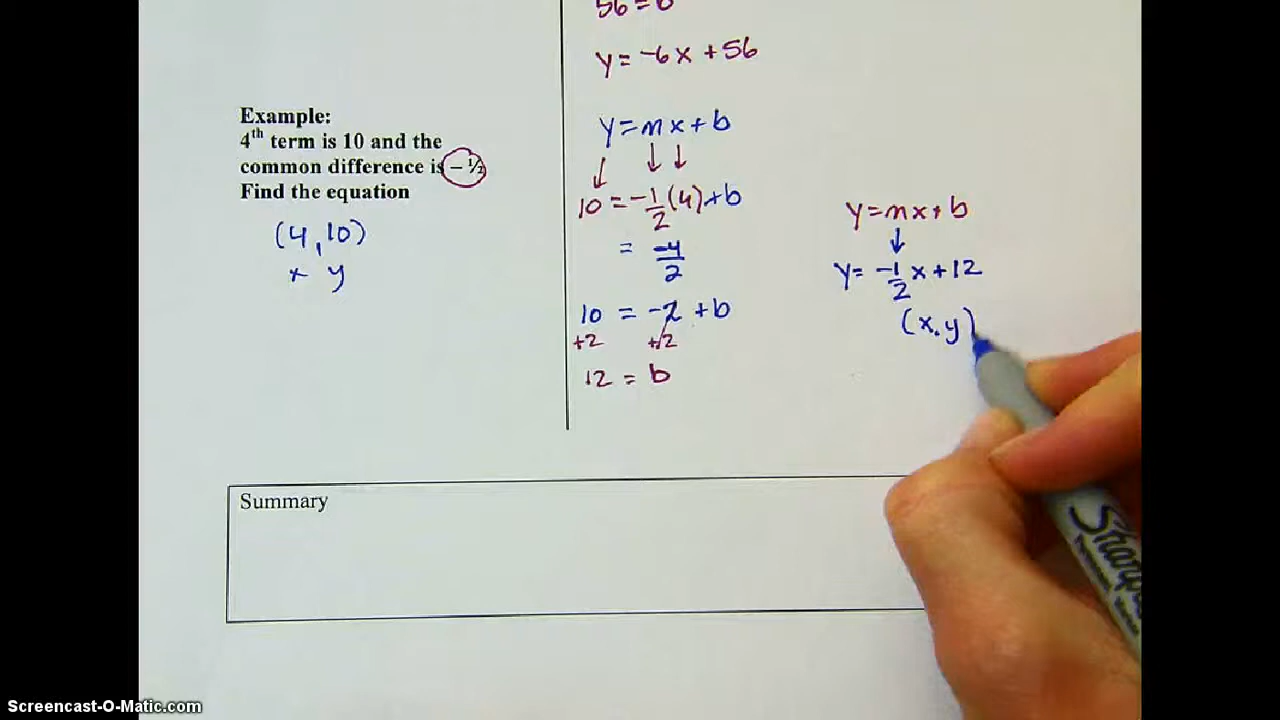 56 = b
y = -6x + 56
Example:
4th term is 10 and the
common difference is – ½
Find the equation
(4, 10)
x y
y = mx + b
10 = -1/2 (4) + b
= -4/2
10 = -2 + b
+2 +2
12 = b
y = mx + b
y = -1/2 x + 12
(x, y)
Summary
Sharpie
Screencast-O-Matic.com